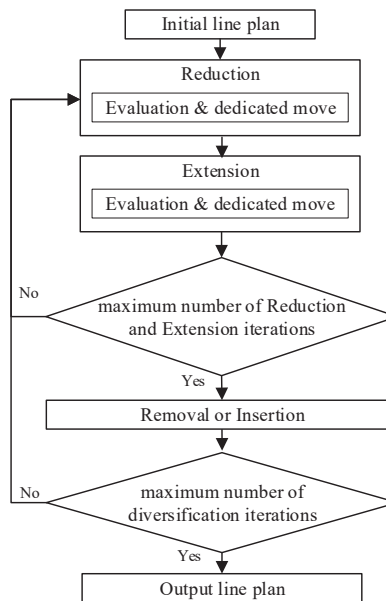 Initial line plan
Reduction
Evaluation & dedicated move
Extension
Evaluation & dedicated move
No
maximum number of Reduction
and Extension iterations
Yes
Removal or Insertion
No
maximum number of
diversification iterations
Yes
Output line plan